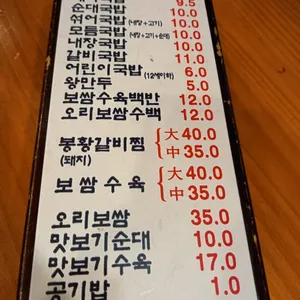 국밥 9.5
순대국밥 10.0
섞어국밥 (내장+고기) 10.0
모듬국밥 (내장+고기+순대) 10.0
내장국밥 10.0
갈비국밥 11.0
어린이국밥 (12세이하) 6.0
왕만두 5.0
보쌈수육백반 12.0
오리보쌈수백 12.0
봉황갈비찜 (돼지) { 大 40.0
中 35.0
보쌈수육 { 大 40.0
中 35.0
오리보쌈 35.0
맛보기순대 10.0
맛보기수육 17.0
공기밥 1.0